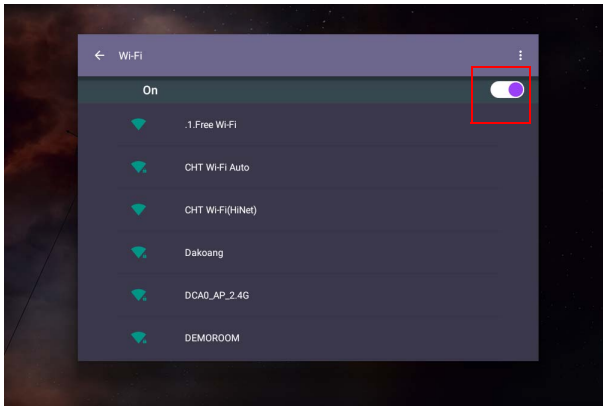 Wi-Fi
On
.1.Free Wi-Fi
CHT Wi-Fi Auto
CHT Wi-Fi(HiNet)
Dakoang
DCA0_AP_2.4G
DEMOROOM